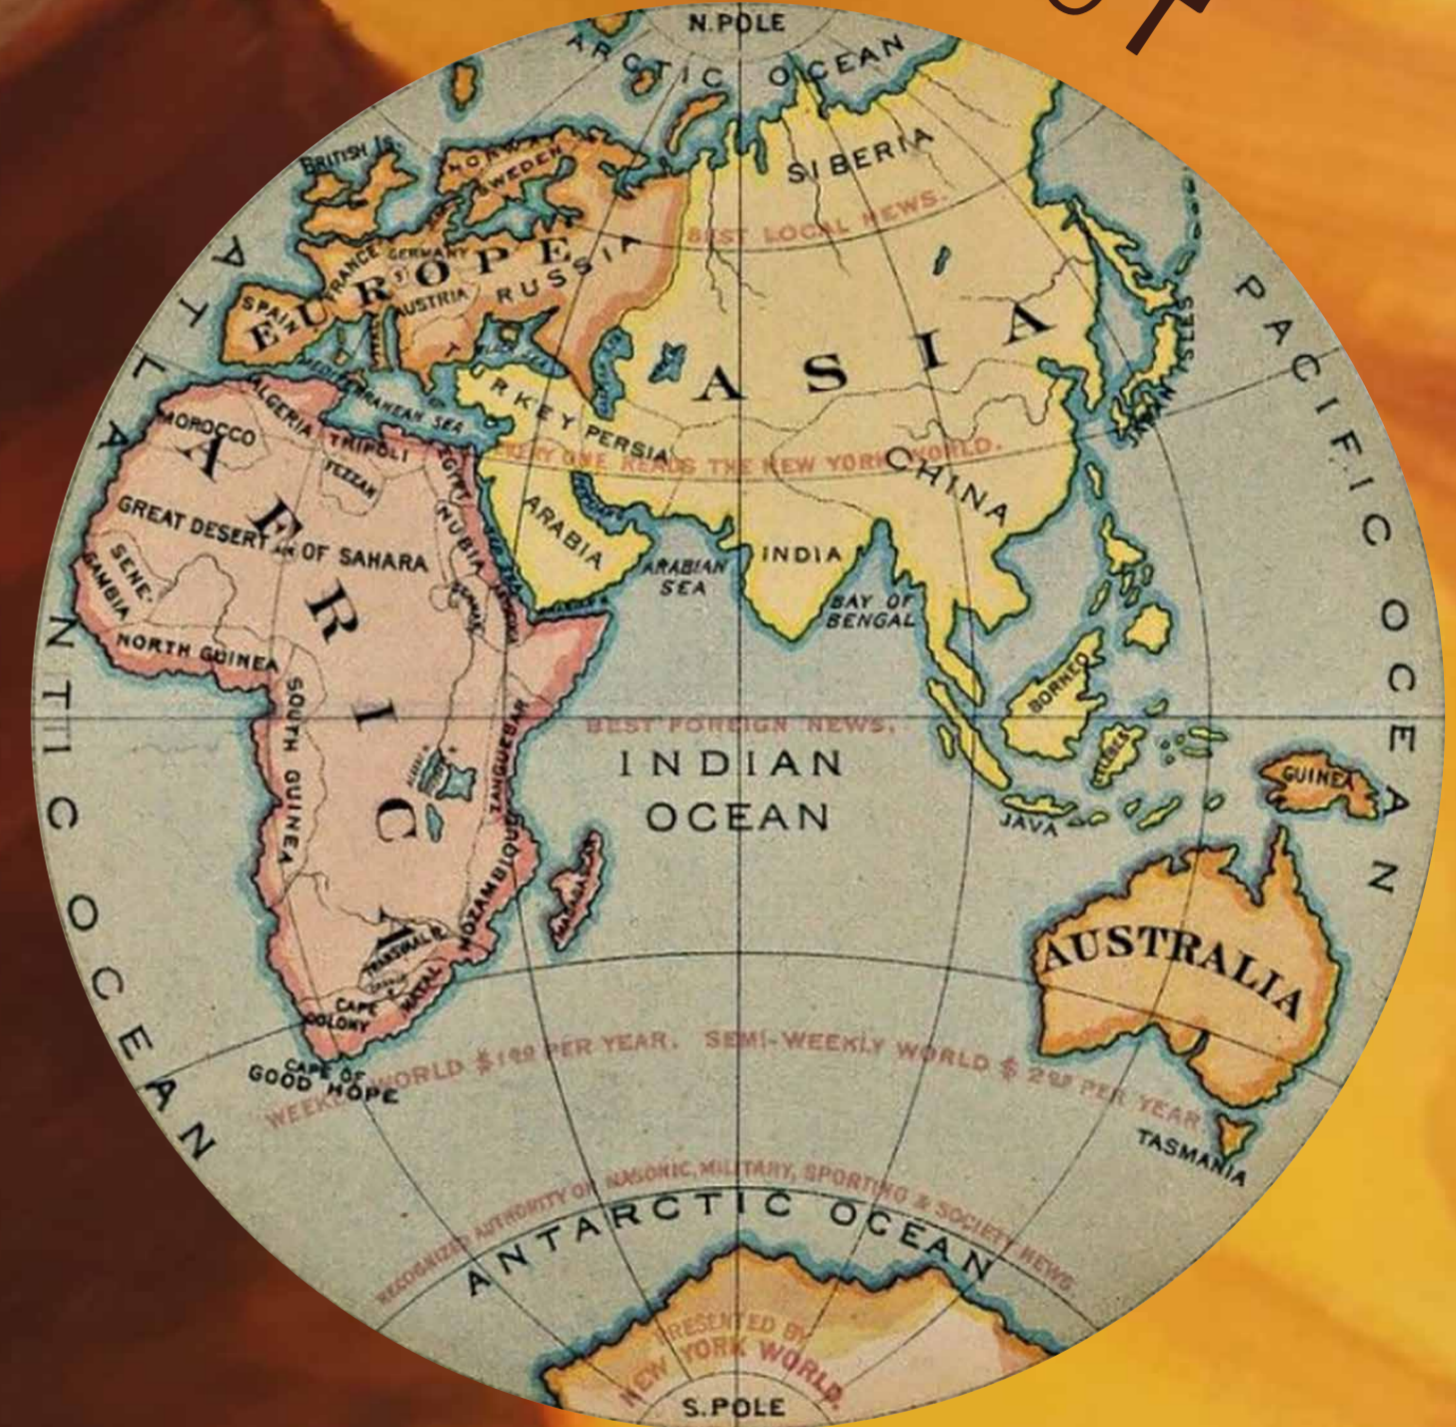 N. POLE
ARCTIC OCEAN
BRITISH IS.
NORWAY
SWEDEN
SIBERIA
BEST LOCAL NEWS.
FRANCE
GERMANY
EUROPE
AUSTRIA
RUSSIA
SPAIN
ASIA
PACIFIC OCEAN
ATLANTIC OCEAN
MEDITERRANEAN SEA
RKEY
PERSIA
JAPAN
CHINA
EVERY ONE READS THE NEW YORK WORLD.
MOROCCO
ALGERIA
TRIPOLI
FEZZAN
EGYPT
AFRICA
GREAT DESERT OF SAHARA
NUBIA
ARABIA
ARABIAN
SEA
INDIA
BAY OF
BENGAL
SENE-
GAMBIA
NORTH GUINEA
SOUTH GUINEA
ZANGUEBAR
BORNEO
BEST FOREIGN NEWS.
INDIAN
OCEAN
JAVA
GUINEA
MOZAMBIQUE
MADAGASCAR
TRANSVAAL R.
NATAL
CAPE
COLONY
AUSTRALIA
CAPE OF
GOOD HOPE
WEEKLY WORLD $1.00 PER YEAR. SEMI-WEEKLY WORLD $2.00 PER YEAR
TASMANIA
RECOGNIZED AUTHORITY ON MASONIC, MILITARY, SPORTING & SOCIETY NEWS.
ANTARCTIC OCEAN
PRESENTED BY
NEW YORK WORLD.
S. POLE